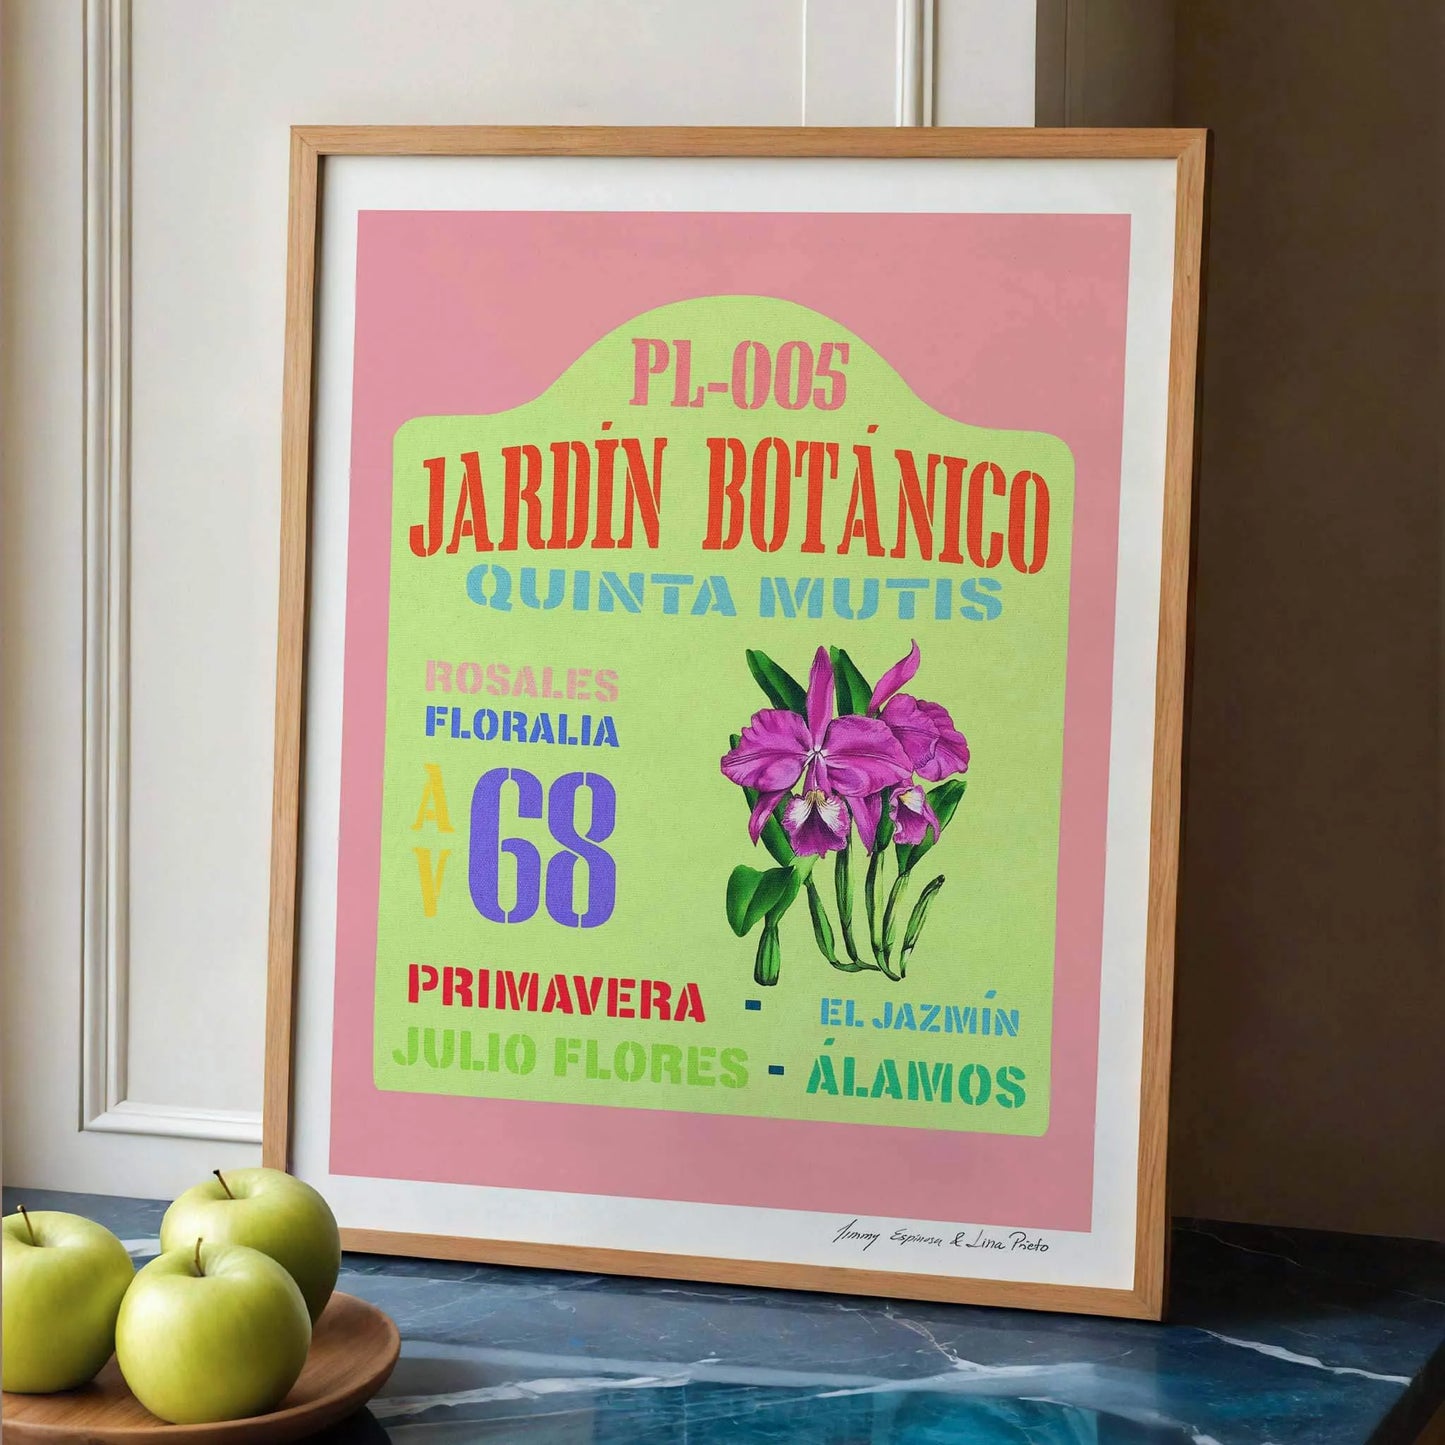 PL-005
JARDÍN BOTÁNICO
QUINTA MUTIS
ROSALES
FLORALIA
AV 68
PRIMAVERA - EL JAZMÍN
JULIO FLORES - ÁLAMOS
Jimmy Espinosa & Lina Prieto